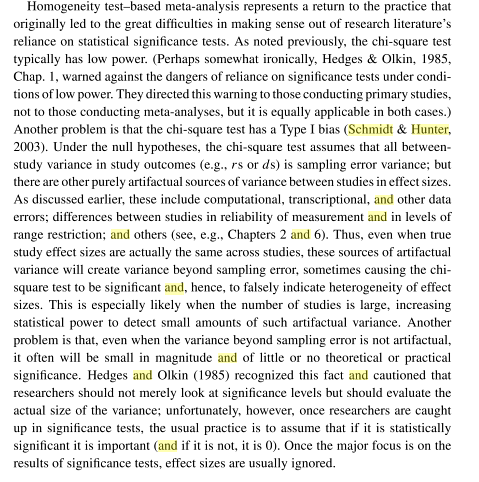 Homogeneity test–based meta-analysis represents a return to the practice that
originally led to the great difficulties in making sense out of research literature's
reliance on statistical significance tests. As noted previously, the chi-square test
typically has low power. (Perhaps somewhat ironically, Hedges & Olkin, 1985,
Chap. 1, warned against the dangers of reliance on significance tests under condi-
tions of low power. They directed this warning to those conducting primary studies,
not to those conducting meta-analyses, but it is equally applicable in both cases.)
Another problem is that the chi-square test has a Type I bias (Schmidt & Hunter,
2003). Under the null hypotheses, the chi-square test assumes that all between-
study variance in study outcomes (e.g., rs or ds) is sampling error variance; but
there are other purely artifactual sources of variance between studies in effect sizes.
As discussed earlier, these include computational, transcriptional, and other data
errors; differences between studies in reliability of measurement and in levels of
range restriction; and others (see, e.g., Chapters 2 and 6). Thus, even when true
study effect sizes are actually the same across studies, these sources of artifactual
variance will create variance beyond sampling error, sometimes causing the chi-
square test to be significant and, hence, to falsely indicate heterogeneity of effect
sizes. This is especially likely when the number of studies is large, increasing
statistical power to detect small amounts of such artifactual variance. Another
problem is that, even when the variance beyond sampling error is not artifactual,
it often will be small in magnitude and of little or no theoretical or practical
significance. Hedges and Olkin (1985) recognized this fact and cautioned that
researchers should not merely look at significance levels but should evaluate the
actual size of the variance; unfortunately, however, once researchers are caught
up in significance tests, the usual practice is to assume that if it is statistically
significant it is important (and if it is not, it is 0). Once the major focus is on the
results of significance tests, effect sizes are usually ignored.